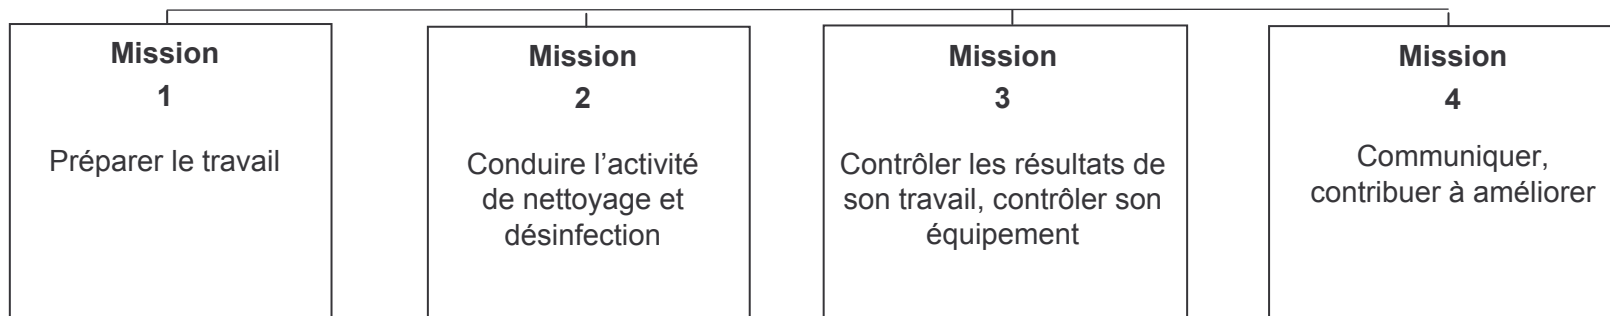 Mission
1
Préparer le travail
Mission
2
Conduire l’activité
de nettoyage et
désinfection
Mission
3
Contrôler les résultats de
son travail, contrôler son
équipement
Mission
4
Communiquer,
contribuer à améliorer